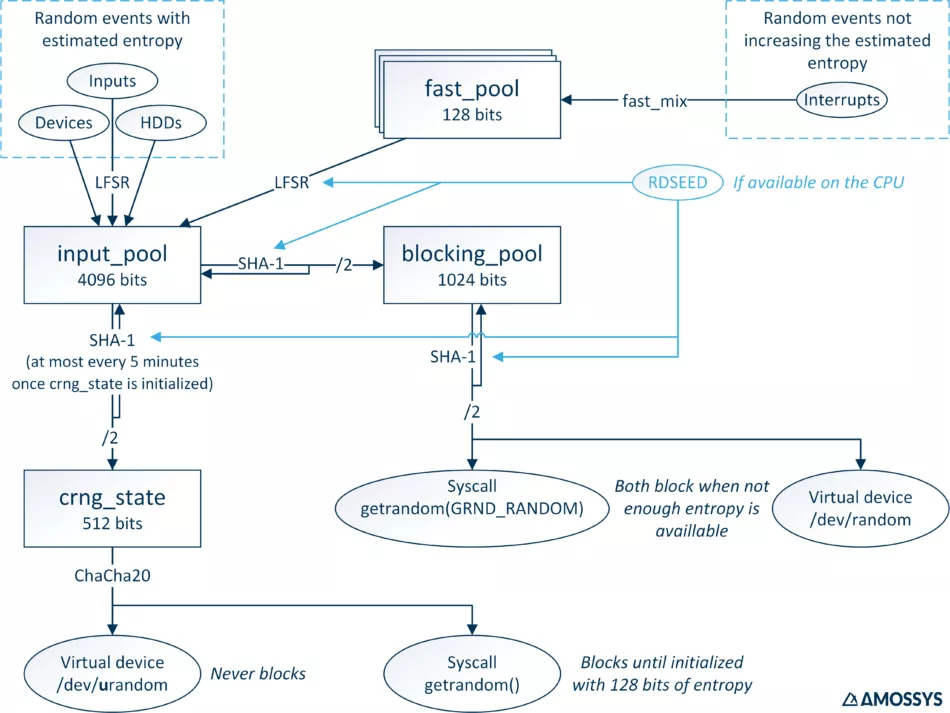 Random events with
estimated entropy
Inputs
Devices
HDDs
LFSR
fast_pool
128 bits
fast_mix
Random events not
increasing the estimated
entropy
Interrupts
LFSR
RDSEED
If available on the CPU
input_pool
4096 bits
SHA-1
/2
blocking_pool
1024 bits
SHA-1
(at most every 5 minutes
once crng_state is initialized)
/2
SHA-1
/2
crng_state
512 bits
Syscall
getrandom(GRND_RANDOM)
Both block when not
enough entropy is
availlable
Virtual device
/dev/random
ChaCha20
Virtual device
/dev/urandom
Never blocks
Syscall
getrandom()
Blocks until initialized
with 128 bits of entropy
AMOSSYS